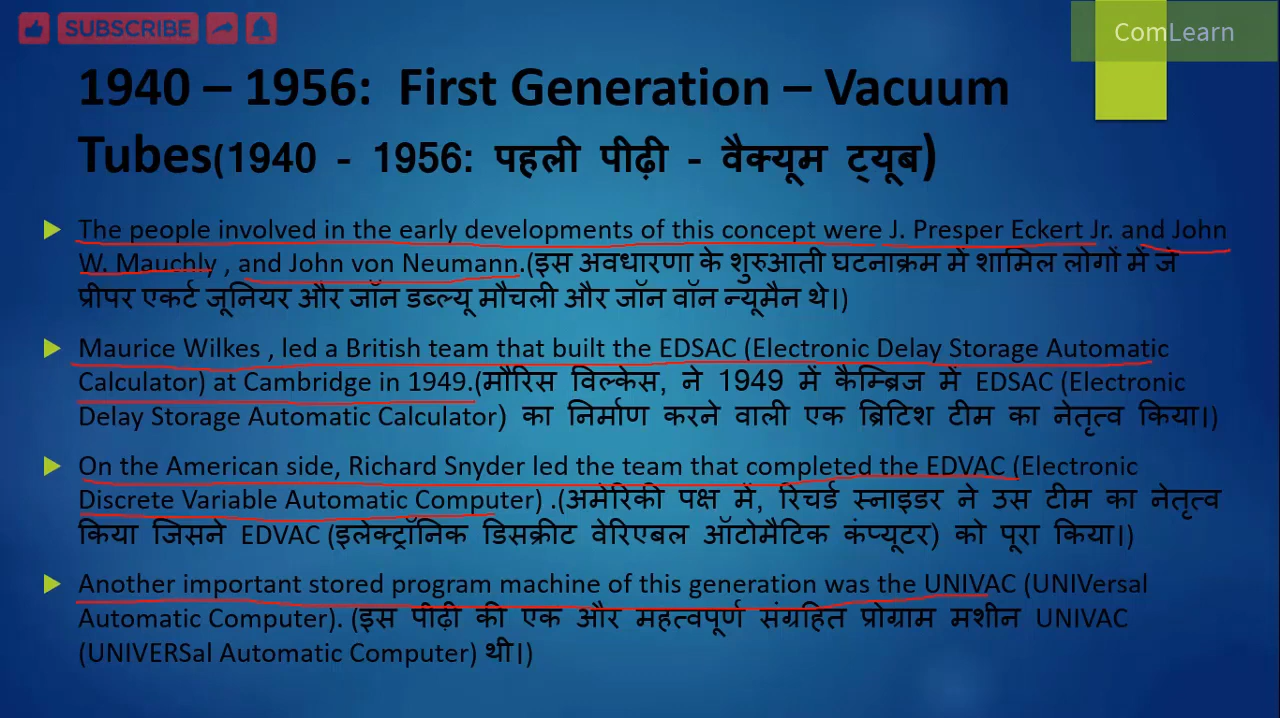 SUBSCRIBE
ComLearn
1940 – 1956: First Generation – Vacuum
Tubes(1940 - 1956: पहली पीढ़ी - वैक्यूम ट्यूब)
The people involved in the early developments of this concept were J. Presper Eckert Jr. and John
W. Mauchly , and John von Neumann.(इस अवधारणा के शुरुआती घटनाक्रम में शामिल लोगों में जे
प्रीपर एकर्ट जूनियर और जॉन डब्ल्यू मौचली और जॉन वॉन न्यूमैन थे।)
Maurice Wilkes , led a British team that built the EDSAC (Electronic Delay Storage Automatic
Calculator) at Cambridge in 1949.(मौरिस विल्केस, ने 1949 में कैम्ब्रिज में EDSAC (Electronic
Delay Storage Automatic Calculator) का निर्माण करने वाली एक ब्रिटिश टीम का नेतृत्व किया।)
On the American side, Richard Snyder led the team that completed the EDVAC (Electronic
Discrete Variable Automatic Computer) .(अमेरिकी पक्ष में, रिचर्ड स्नाइडर ने उस टीम का नेतृत्व
किया जिसने EDVAC (इलेक्ट्रॉनिक डिसक्रीट वेरिएबल ऑटोमैटिक कंप्यूटर) को पूरा किया।)
Another important stored program machine of this generation was the UNIVAC (UNIVersal
Automatic Computer). (इस पीढ़ी की एक और महत्वपूर्ण संग्रहित प्रोग्राम मशीन UNIVAC
(UNIVERSal Automatic Computer) थी।)